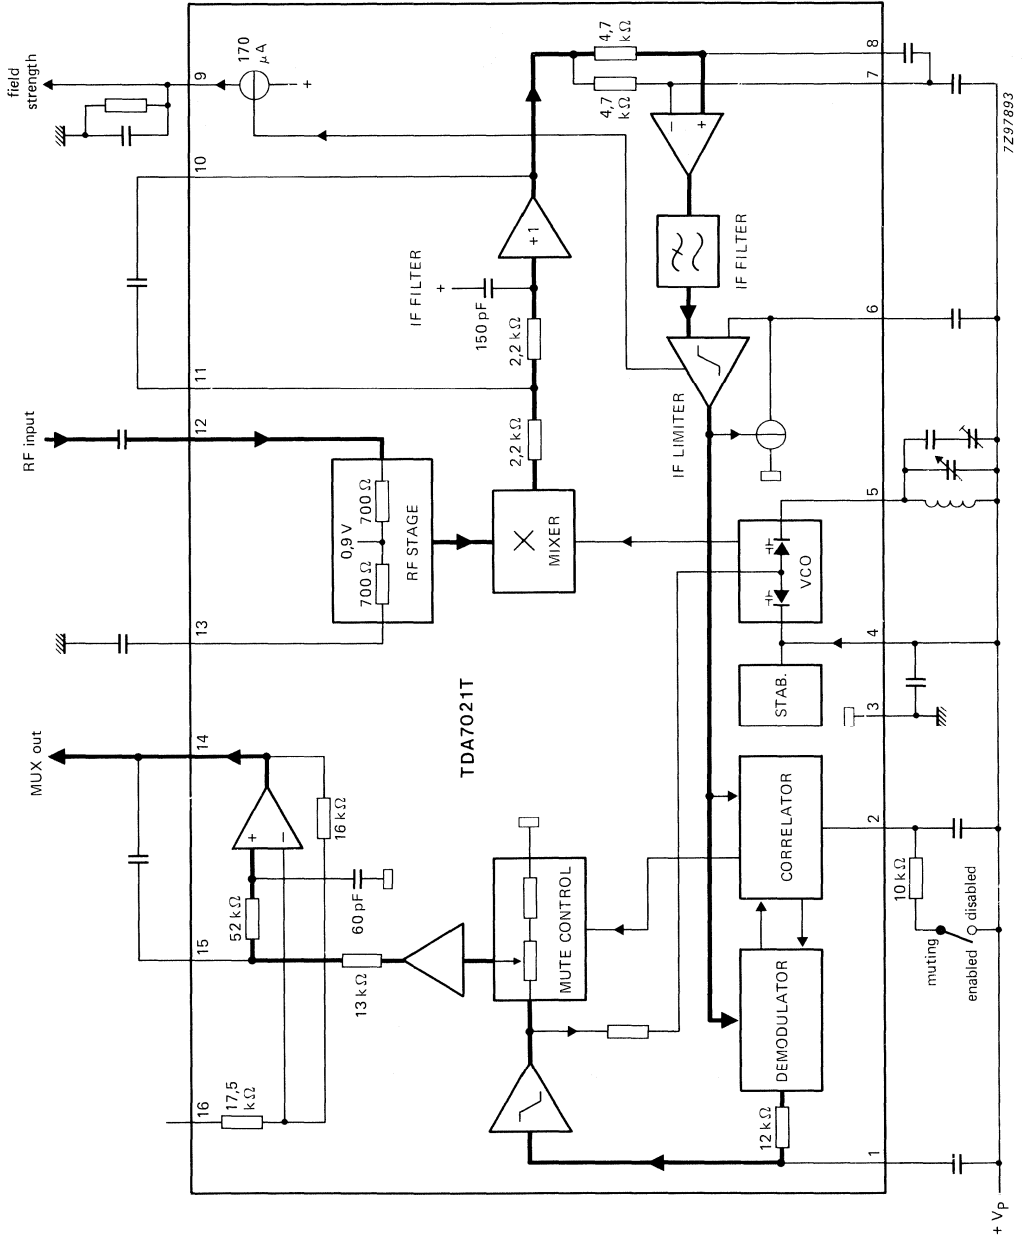 field
strength
9
170
μA
+
10
11
RF input
12
13
MUX out
14
15
16
17,5
kΩ
4,7
kΩ
4,7
kΩ
8
7
−
+
+1
IF FILTER
+
150 pF
2,2 kΩ
2,2 kΩ
IF FILTER
6
IF LIMITER
700 Ω
0,9 V
700 Ω
RF STAGE
MIXER
5
VCO
4
STAB.
3
TDA7021T
+
−
16 kΩ
52 kΩ
60 pF
13 kΩ
MUTE CONTROL
CORRELATOR
2
10 kΩ
muting
enabled
disabled
DEMODULATOR
12 kΩ
1
+ VP
7Z97893